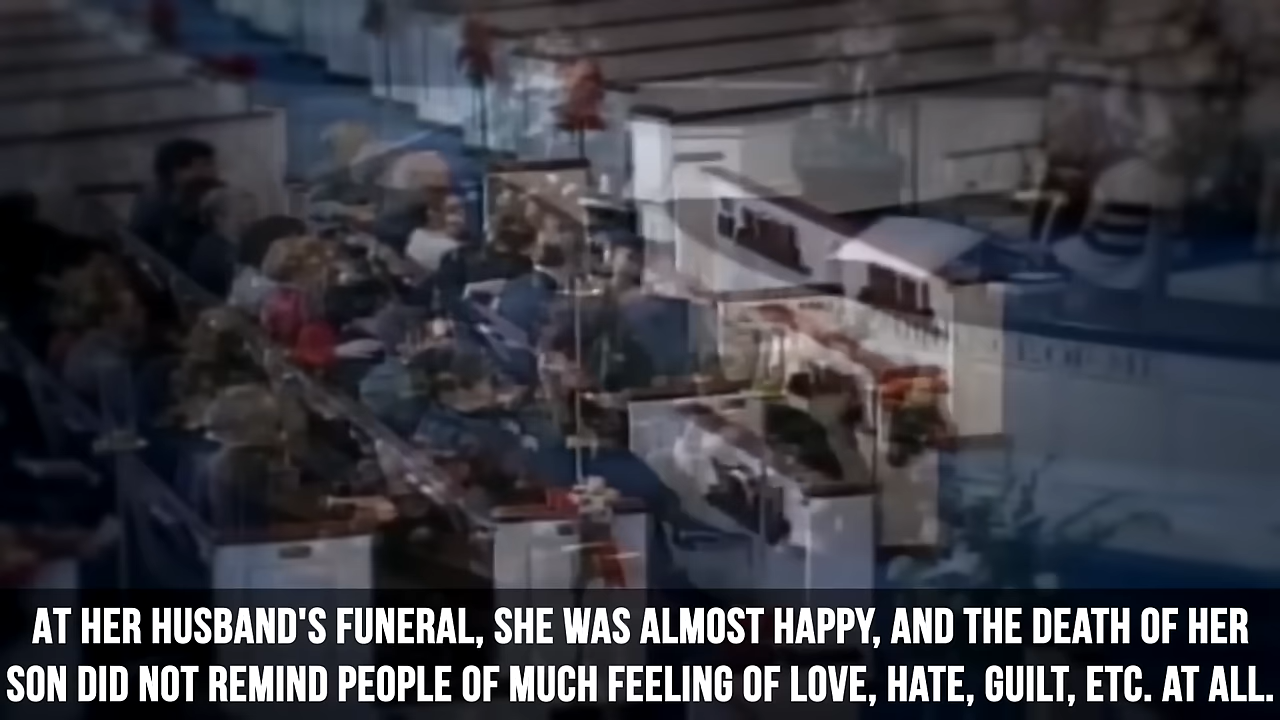 AT HER HUSBAND'S FUNERAL, SHE WAS ALMOST HAPPY, AND THE DEATH OF HER
SON DID NOT REMIND PEOPLE OF MUCH FEELING OF LOVE, HATE, GUILT, ETC. AT ALL.